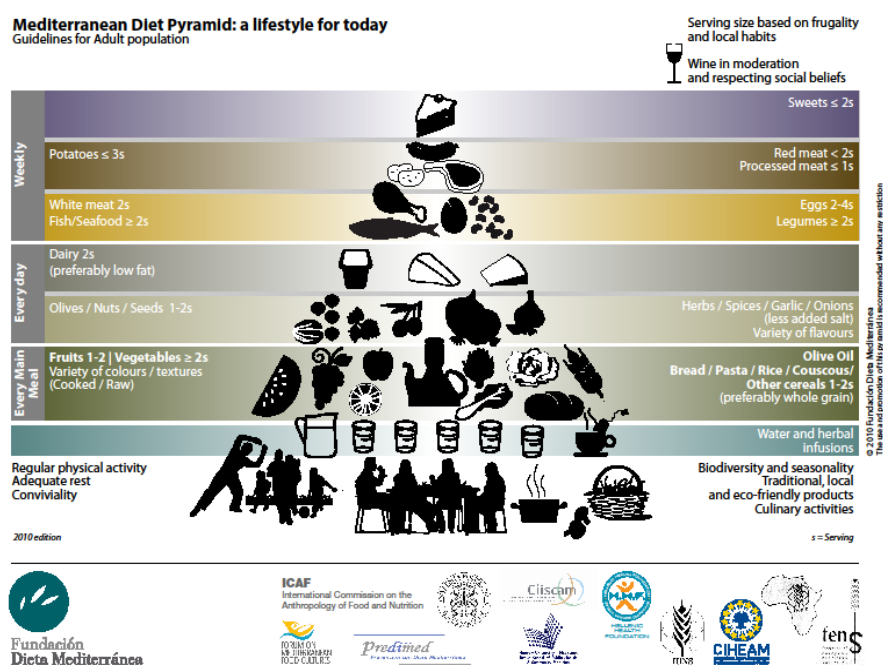 Mediterranean Diet Pyramid: a lifestyle for today
Guidelines for Adult population
Serving size based on frugality
and local habits
Wine in moderation
and respecting social beliefs
Weekly
Sweets ≤ 2s
Potatoes ≤ 3s
Red meat < 2s
Processed meat ≤ 1s
White meat 2s
Fish/Seafood ≥ 2s
Eggs 2-4s
Legumes ≥ 2s
Every day
Dairy 2s
(preferably low fat)
Olives / Nuts / Seeds 1-2s
Herbs / Spices / Garlic / Onions
(less added salt)
Variety of flavours
Every Main
Meal
Fruits 1-2 | Vegetables ≥ 2s
Variety of colours / textures
(Cooked / Raw)
Olive Oil
Bread / Pasta / Rice / Couscous/
Other cereals 1-2s
(preferably whole grain)
Water and herbal
infusions
Regular physical activity
Adequate rest
Conviviality
Biodiversity and seasonality
Traditional, local
and eco-friendly products
Culinary activities
2010 edition
s = Serving
© 2010 Fundación Dieta Mediterránea
The use and promotion of this pyramid is recommended without any restriction
Fundación
Dieta Mediterránea
ICAF
International Commission on the
Anthropology of Food and Nutrition
FORUM ON
MEDITERRANEAN
FOOD CULTURES
Predimed
Ciiscam
HELLENIC
HEALTH
FOUNDATION
CIHEAM
tens